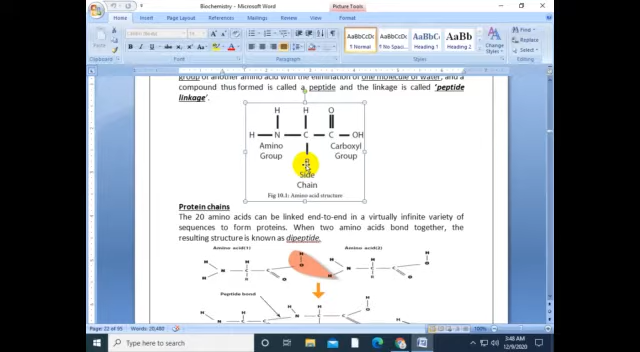 Biochemistry - Microsoft Word
Picture Tools
Home Insert Page Layout References Mailings Review View Format
Paste
Clipboard Font Paragraph Styles Editing
AaBbCcDc AaBbCcDc AaBbC AaBbCc
¶ Normal ¶ No Spaci... Heading 1 Heading 2
Change Styles
Find
Replace
Select
group of another amino acid with the elimination of one molecule of water, and a
compound thus formed is called a peptide and the linkage is called 'peptide
linkage'.
H H O
H N C C OH
Amino Group
Carboxyl Group
Side Chain
Fig 10.1: Amino acid structure
Protein chains
The 20 amino acids can be linked end-to-end in a virtually infinite variety of
sequences to form proteins. When two amino acids bond together, the
resulting structure is known as dipeptide.
Amino acid(1) Amino acid(2)
Peptide bond
Page: 22 of 55 Words: 20,480 100%
Type here to search
3:48 AM
12/9/2020